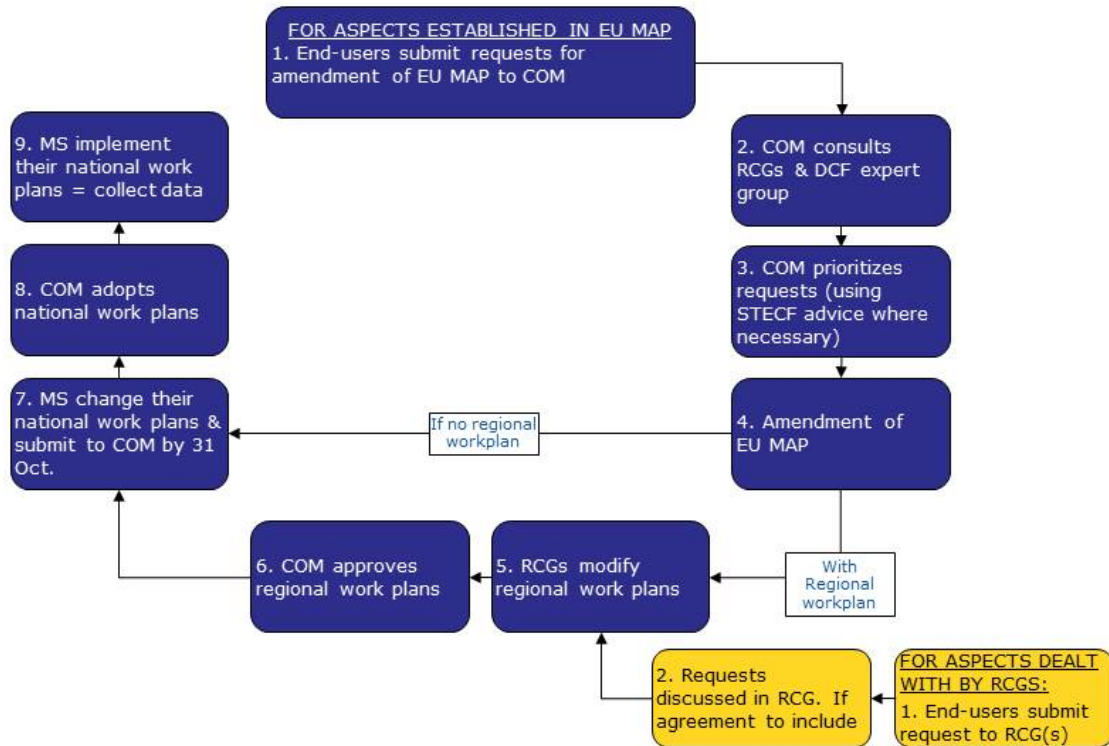 FOR ASPECTS ESTABLISHED IN EU MAP
1. End-users submit requests for
amendment of EU MAP to COM
2. COM consults
RCGs & DCF expert
group
3. COM prioritizes
requests (using
STECF advice where
necessary)
4. Amendment of
EU MAP
If no regional
workplan
With
Regional
workplan
5. RCGs modify
regional work plans
6. COM approves
regional work plans
7. MS change their
national work plans &
submit to COM by 31
Oct.
8. COM adopts
national work plans
9. MS implement
their national work
plans = collect data
FOR ASPECTS DEALT
WITH BY RCGS:
1. End-users submit
request to RCG(s)
2. Requests
discussed in RCG. If
agreement to include